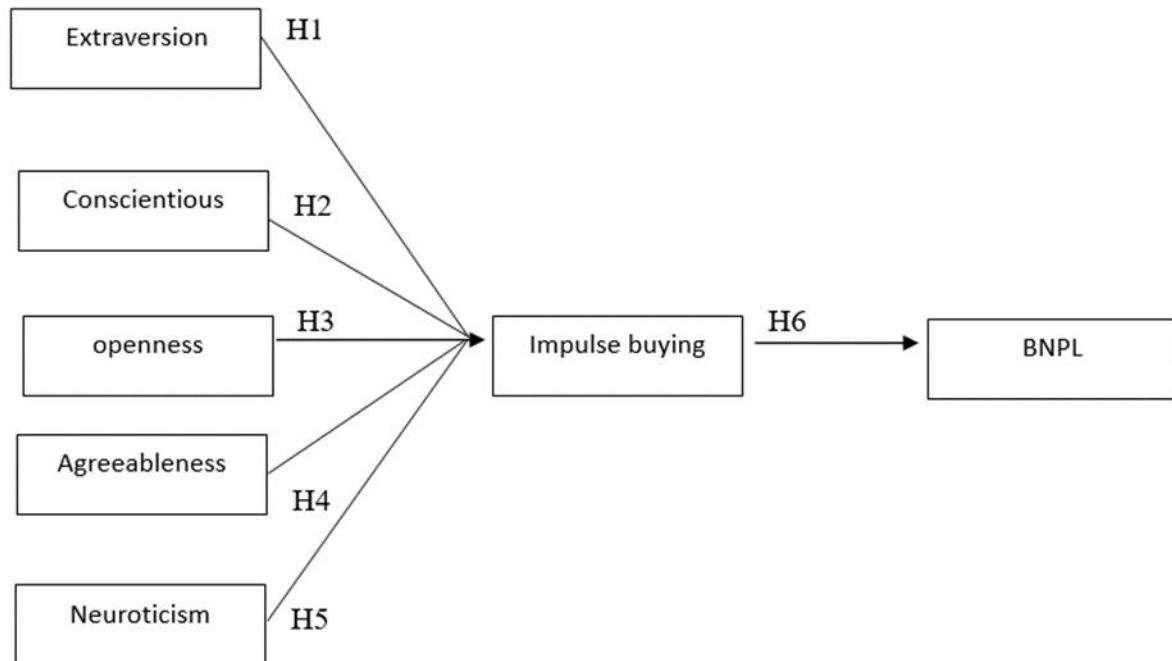 Extraversion
H1
Conscientious
H2
openness
H3
Impulse buying
H6
BNPL
Agreeableness
H4
Neuroticism
H5